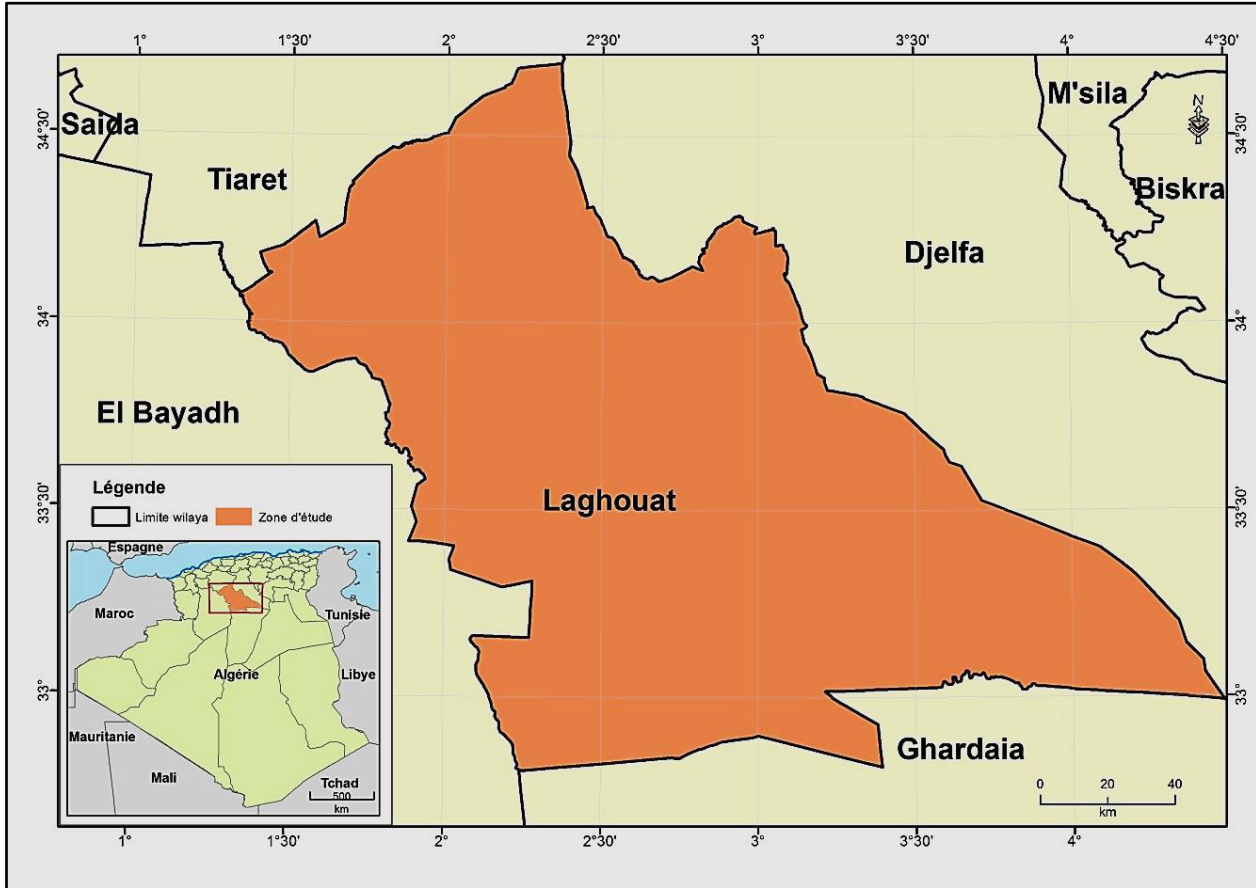 1°
1°30'
2°
2°30'
3°
3°30'
4°
4°30'
34°30'
34°
33°30'
33°
34°30'
34°
33°30'
33°
M'sila
N
Saida
Tiaret
Biskra
Djelfa
El Bayadh
Laghouat
Ghardaia
Légende
Limite wilaya
Zone d'étude
Espagne
Maroc
Tunisie
Algérie
Libye
Mauritanie
Mali
Tchad
500
km
0 20 40
km
1°
1°30'
2°
2°30'
3°
3°30'
4°